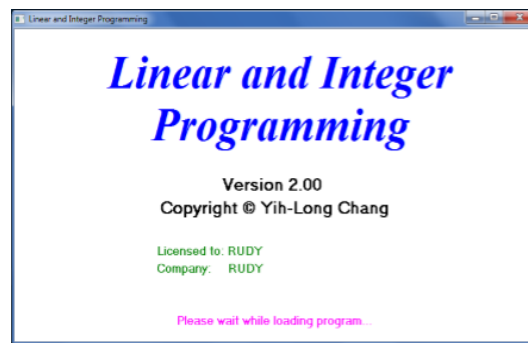 Linear and Integer Programming
Linear and Integer
Programming
Version 2.00
Copyright © Yih-Long Chang
Licensed to: RUDY
Company: RUDY
Please wait while loading program...